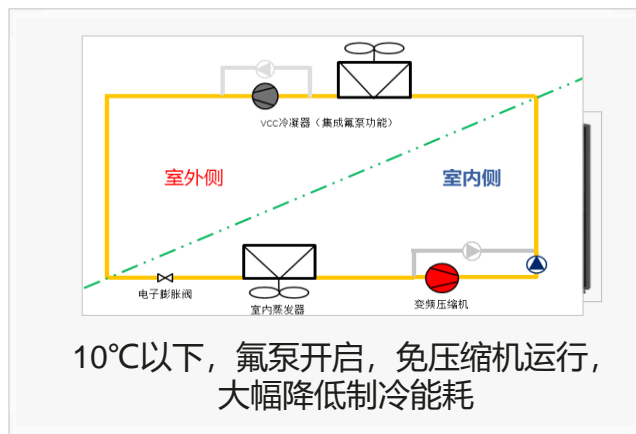 VCC冷凝器（集成氟泵功能）
室外侧
室内侧
电子膨胀阀
室内蒸发器
变频压缩机
10℃以下，氟泵开启，免压缩机运行，
大幅降低制冷能耗